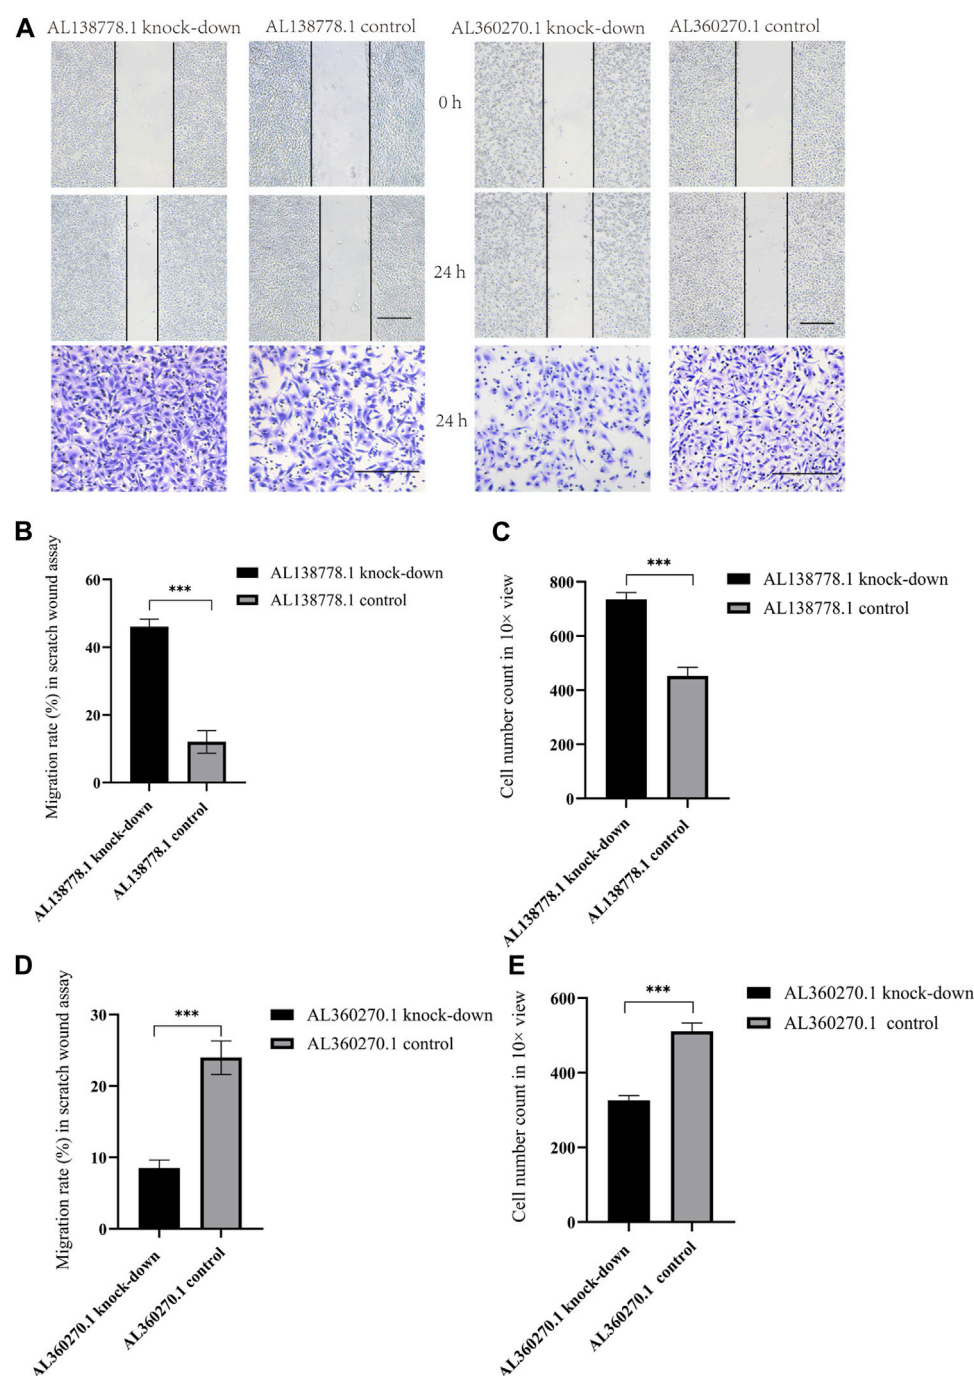 A
AL138778.1 knock-down
AL138778.1 control
AL360270.1 knock-down
AL360270.1 control
0 h
24 h
24 h
B
Migration rate (%) in scratch wound assay
60
40
20
0
***
AL138778.1 knock-down
AL138778.1 control
AL138778.1 knock-down
AL138778.1 control
C
Cell number count in 10× view
800
600
400
200
0
***
AL138778.1 knock-down
AL138778.1 control
AL138778.1 knock-down
AL138778.1 control
D
Migration rate (%) in scratch wound assay
30
20
10
0
***
AL360270.1 knock-down
AL360270.1 control
AL360270.1 knock-down
AL360270.1 control
E
Cell number count in 10× view
600
400
200
0
***
AL360270.1 knock-down
AL360270.1 control
AL360270.1 knock-down
AL360270.1 control